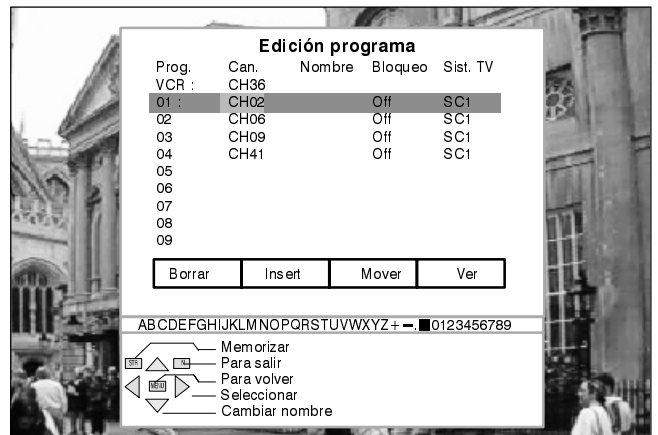 Edición programa
Prog. Can. Nombre Bloqueo Sist. TV
VCR : CH36
01 : CH02 Off SC1
02 CH06 Off SC1
03 CH09 Off SC1
04 CH41 Off SC1
05
06
07
08
09
Borrar Insert Mover Ver
ABCDEFGHIJKLMNOPQRSTUVWXYZ+–.■0123456789
Memorizar
STR N Para salir
MENU Para volver
Seleccionar
Cambiar nombre